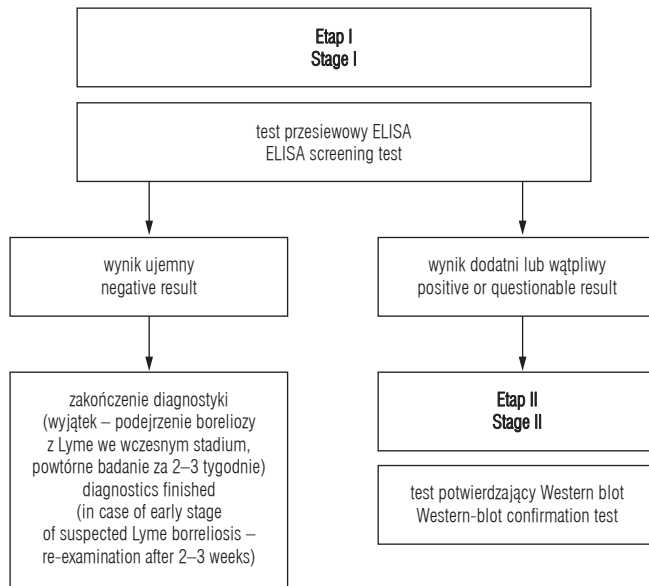 Etap I
Stage I
test przesiewowy ELISA
ELISA screening test
wynik ujemny
negative result
wynik dodatni lub wątpliwy
positive or questionable result
zakończenie diagnostyki
(wyjątek – podejrzenie boreliozy
z Lyme we wczesnym stadium,
powtórne badanie za 2–3 tygodnie)
diagnostics finished
(in case of early stage
of suspected Lyme borreliosis –
re-examination after 2–3 weeks)
Etap II
Stage II
test potwierdzający Western blot
Western-blot confirmation test